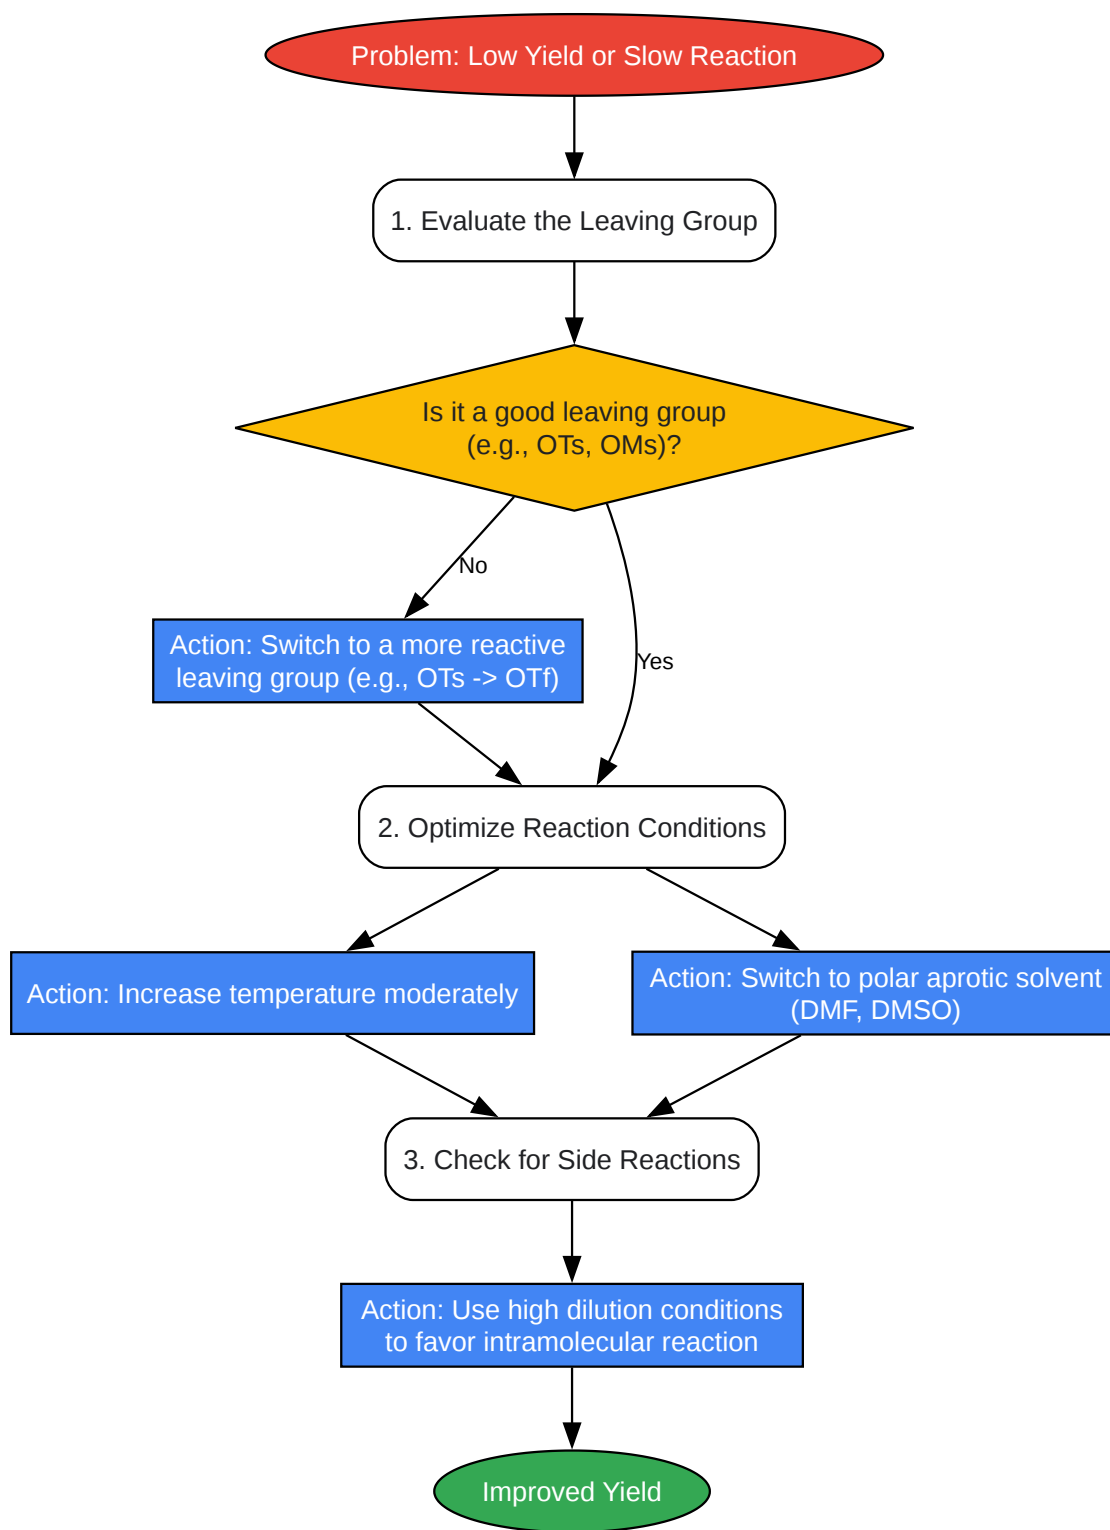 Problem: Low Yield or Slow Reaction
1. Evaluate the Leaving Group
Is it a good leaving group
(e.g., OTs, OMs)?
No
Action: Switch to a more reactive
leaving group (e.g., OTs -> OTf)
Yes
2. Optimize Reaction Conditions
Action: Increase temperature moderately
Action: Switch to polar aprotic solvent
(DMF, DMSO)
3. Check for Side Reactions
Action: Use high dilution conditions
to favor intramolecular reaction
Improved Yield